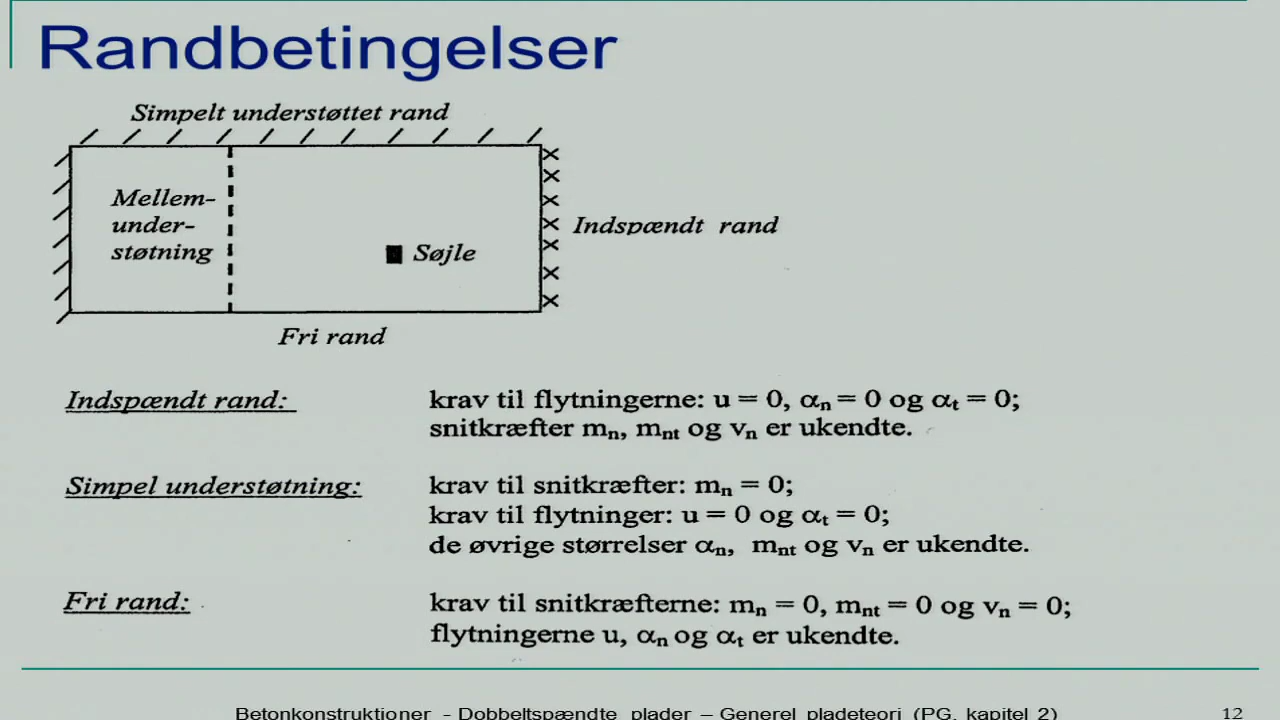 Randbetingelser
Simpelt understøttet rand
Mellem-
under-
støtning
Søjle
Indspændt rand
Fri rand
Indspændt rand:
krav til flytningerne: u = 0, αₙ = 0 og αₜ = 0;
snitkræfter mₙ, mₙₜ og vₙ er ukendte.
Simpel understøtning:
krav til snitkræfter: mₙ = 0;
krav til flytninger: u = 0 og αₜ = 0;
de øvrige størrelser αₙ, mₙₜ og vₙ er ukendte.
Fri rand:
krav til snitkræfterne: mₙ = 0, mₙₜ = 0 og vₙ = 0;
flytningerne u, αₙ og αₜ er ukendte.
Betonkonstruktioner - Dobbeltspændte plader – Generel pladeteori (PG, kapitel 2)
12